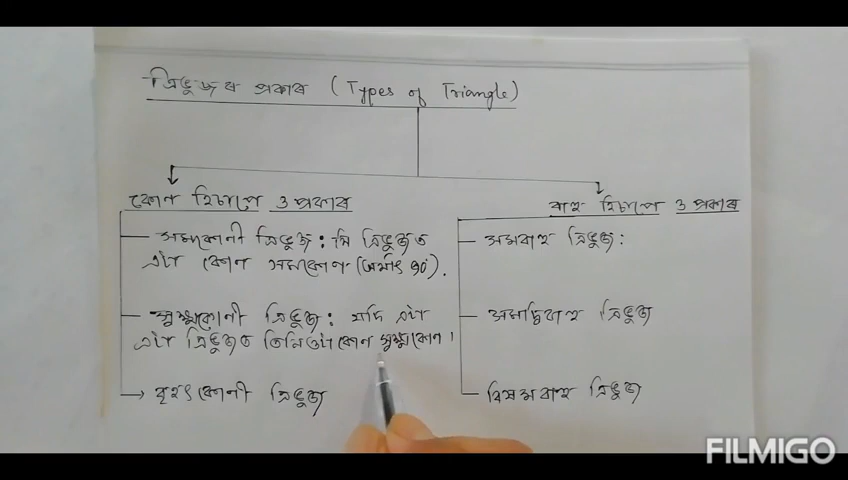 ত্ৰিভুজৰ প্ৰকাৰ (Types of Triangle)
কোণ হিচাপে ৩ প্ৰকাৰ
বাহু হিচাপে ৩ প্ৰকাৰ
সমকোণী ত্ৰিভুজ : যি ত্ৰিভুজত
এটা কোণ সমকোণ (অৰ্থাৎ 90°).
সমবাহু ত্ৰিভুজ :
সুক্ষ্মকোণী ত্ৰিভুজ : যদি এটা
এটা ত্ৰিভুজত তিনিওটা কোণ সুক্ষ্মকোণ।
সমদ্বিবাহু ত্ৰিভুজ
বৃহৎকোণী ত্ৰিভুজ
বিষমবাহু ত্ৰিভুজ
FILMIGO